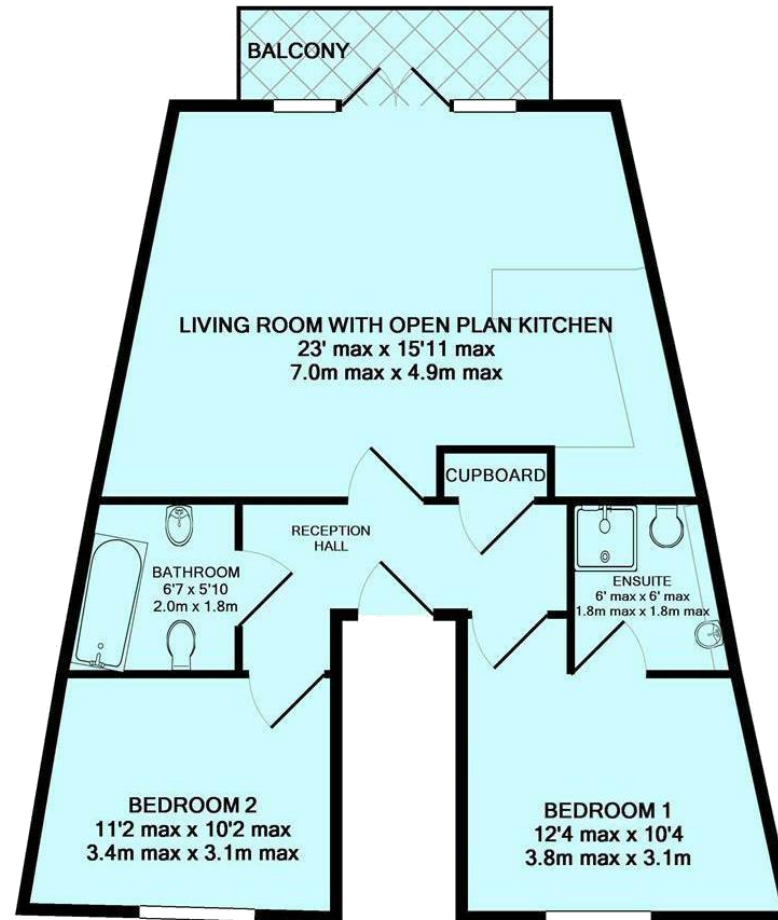 BALCONY
LIVING ROOM WITH OPEN PLAN KITCHEN
23' max x 15'11 max
7.0m max x 4.9m max
CUPBOARD
RECEPTION
HALL
BATHROOM
6'7 x 5'10
2.0m x 1.8m
ENSUITE
6' max x 6' max
1.8m max x 1.8m max
BEDROOM 2
11'2 max x 10'2 max
3.4m max x 3.1m max
BEDROOM 1
12'4 max x 10'4
3.8m max x 3.1m